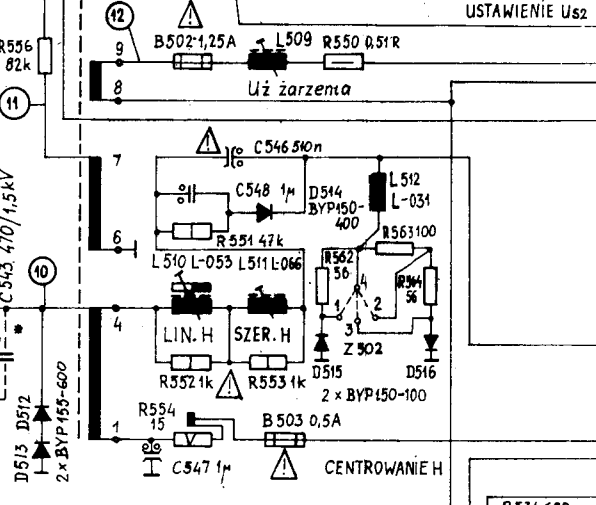 USTAWIENIE Us2
12
B502-1,25A
L509
R550 0,51R
R556
82k
9
8
Uż żarzenia
11
C546 510n
7
C548 1µ
D514
BYP150-
400
L512
L-031
R551 47k
R563 100
6
L510 L-053
L511 L-066
R562
56
R564
56
C543 470/1,5kV
10
4
LIN. H
SZER. H
1
4
2
3
Z502
*
R552 1k
R553 1k
D515
D516
2 x BYP150-100
D512
D513
2x BYP155-600
R554
15
B503 0,5A
1
V
C547 1µ
CENTROWANIE H